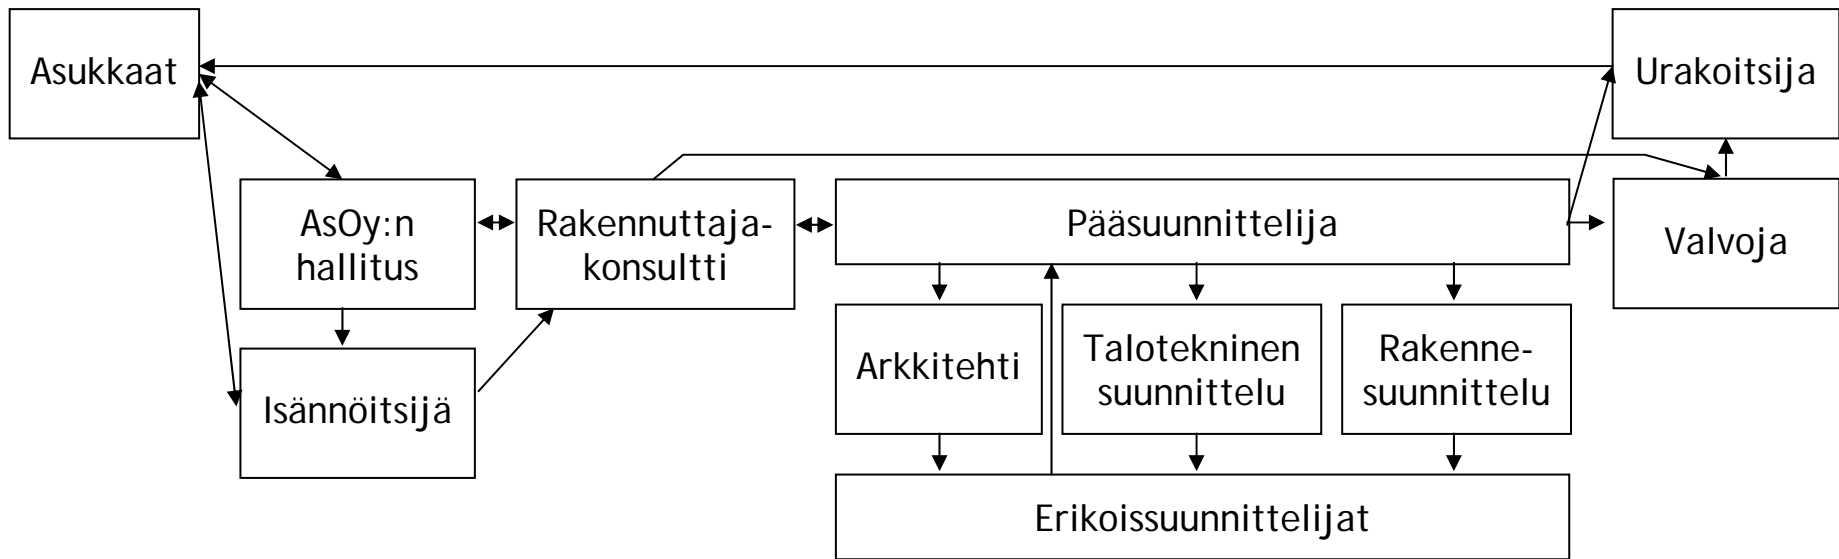 Asukkaat
Urakoitsija
AsOy:n
hallitus
Rakennuttaja-
konsultti
Pääsuunnittelija
Valvoja
Isännöitsijä
Arkkitehti
Talotekninen
suunnittelu
Rakenne-
suunnittelu
Erikoissuunnittelijat